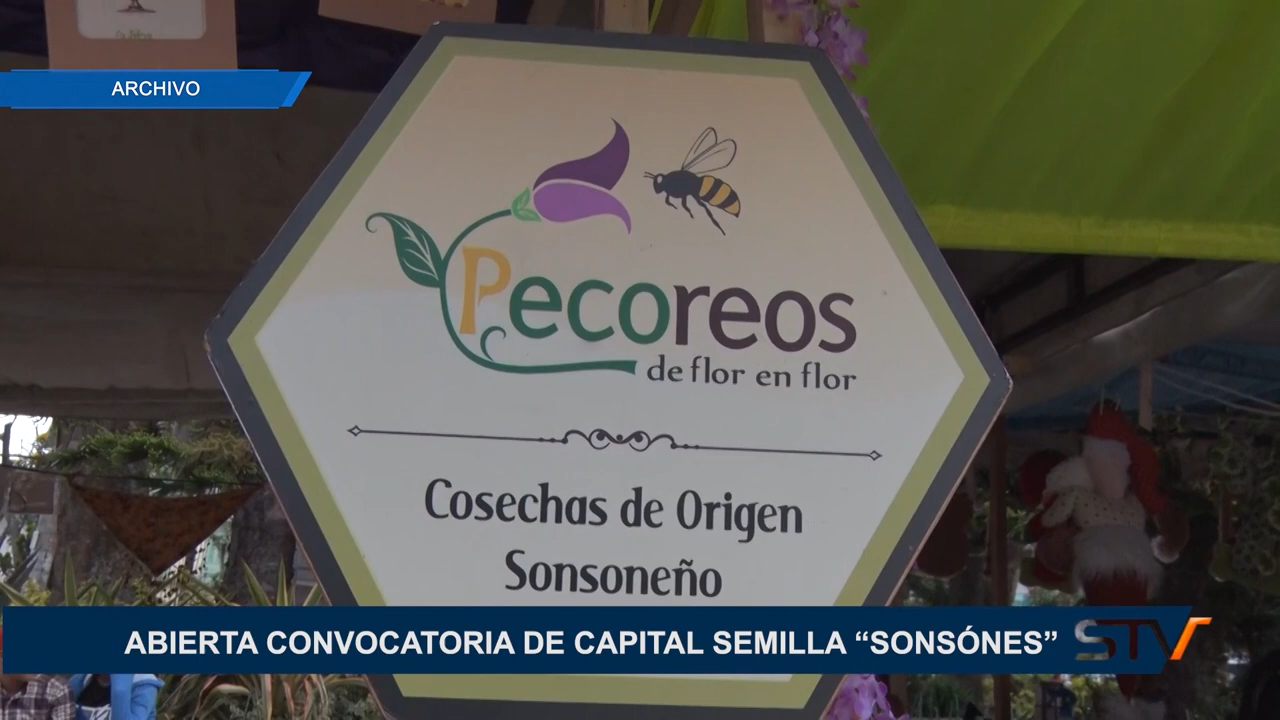 ARCHIVO
Pecoreos
de flor en flor
Cosechas de Origen
Sonsoneño
ABIERTA CONVOCATORIA DE CAPITAL SEMILLA “SONSÓNES”
STV